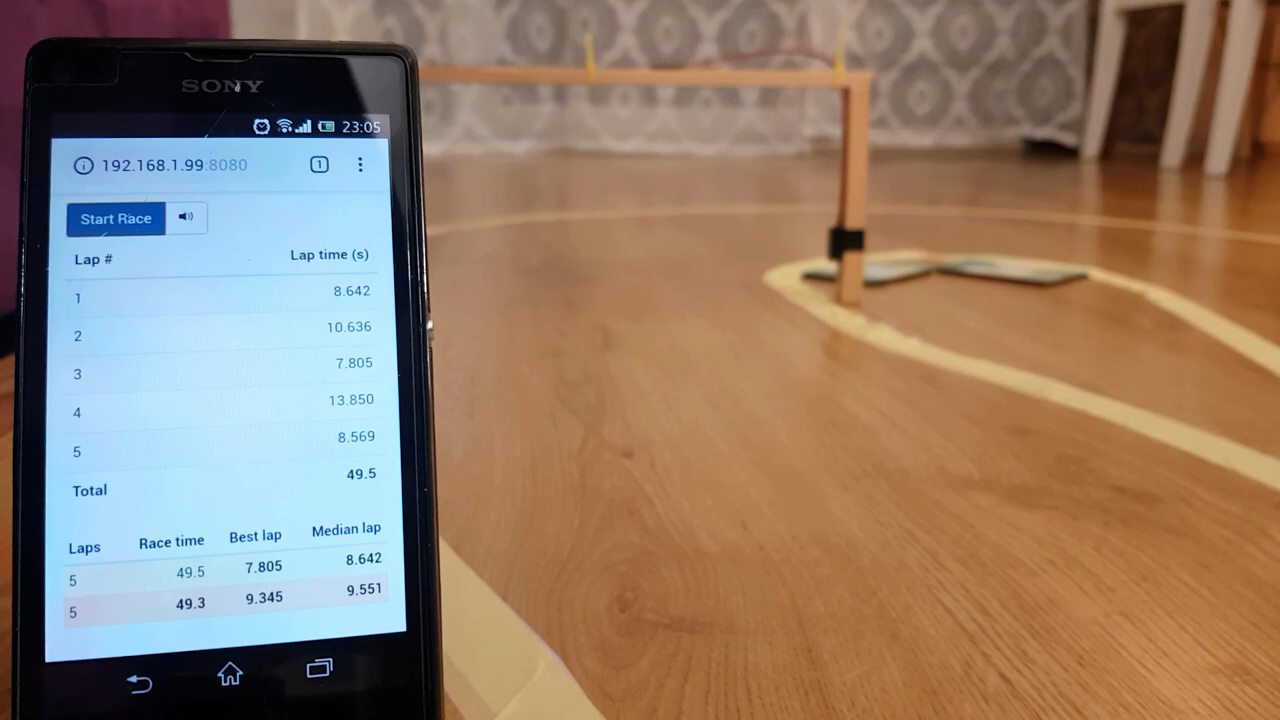 SONY
23:05
192.168.1.99:8080 1
Start Race
Lap # Lap time (s)
1 8.642
2 10.636
3 7.805
4 13.850
5 8.569
Total 49.5
Laps Race time Best lap Median lap
5 49.5 7.805 8.642
5 49.3 9.345 9.551